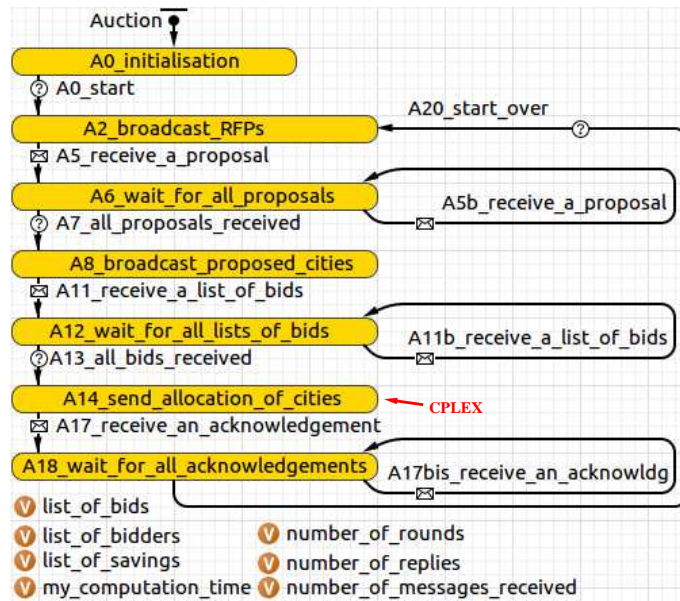 Auction
A0_initialisation
A0_start
A20_start_over
A2_broadcast_RFPs
A5_receive_a_proposal
A6_wait_for_all_proposals
A5b_receive_a_proposal
A7_all_proposals_received
A8_broadcast_proposed_cities
A11_receive_a_list_of_bids
A12_wait_for_all_lists_of_bids
A11b_receive_a_list_of_bids
A13_all_bids_received
A14_send_allocation_of_cities
CPLEX
A17_receive_an_acknowledgement
A18_wait_for_all_acknowledgements
A17bis_receive_an_acknowldg
V list_of_bids
V list_of_bidders
V number_of_rounds
V list_of_savings
V number_of_replies
V my_computation_time
V number_of_messages_received